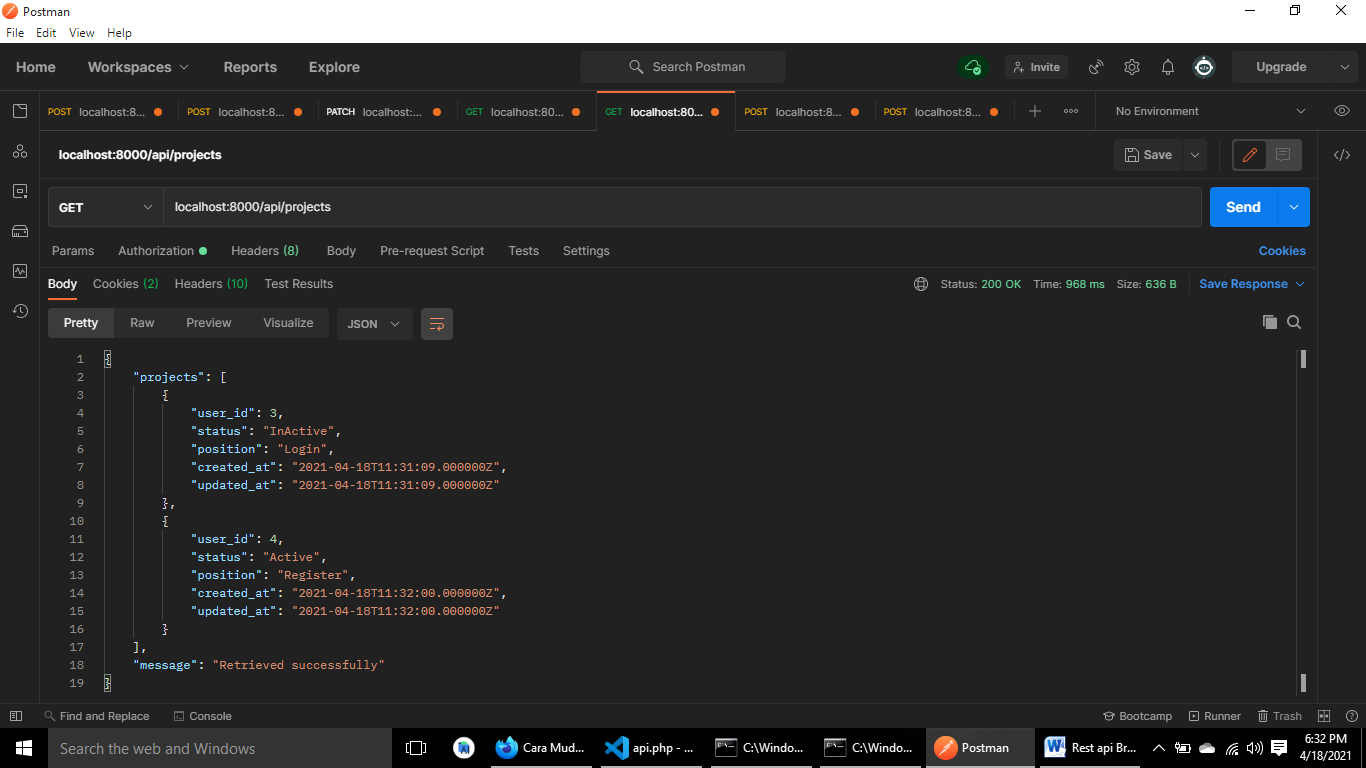 Postman
File Edit View Help
Home Workspaces Reports Explore Search Postman Invite Upgrade
POST localhost:8... POST localhost:8... PATCH localhost:... GET localhost:80... GET localhost:80... POST localhost:8... POST localhost:8... No Environment
localhost:8000/api/projects Save
GET localhost:8000/api/projects Send
Params Authorization Headers (8) Body Pre-request Script Tests Settings Cookies
Body Cookies (2) Headers (10) Test Results Status: 200 OK Time: 968 ms Size: 636 B Save Response
Pretty Raw Preview Visualize JSON
1 {
2 "projects": [
3 {
4 "user_id": 3,
5 "status": "InActive",
6 "position": "Login",
7 "created_at": "2021-04-18T11:31:09.000000Z",
8 "updated_at": "2021-04-18T11:31:09.000000Z"
9 },
10 {
11 "user_id": 4,
12 "status": "Active",
13 "position": "Register",
14 "created_at": "2021-04-18T11:32:00.000000Z",
15 "updated_at": "2021-04-18T11:32:00.000000Z"
16 }
17 ],
18 "message": "Retrieved successfully"
19 }
Find and Replace Console Bootcamp Runner Trash
Search the web and Windows Cara Mud... api.php - ... C:\Windo... C:\Windo... Postman Rest api Br... 6:32 PM
4/18/2021